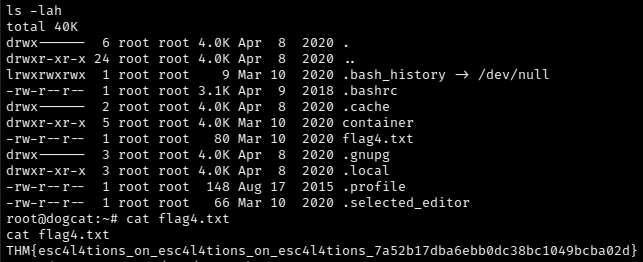 ls -lah
total 40K
drwx------  6 root root 4.0K Apr  8  2020 .
drwxr-xr-x 24 root root 4.0K Apr  8  2020 ..
lrwxrwxrwx  1 root root    9 Mar 10  2020 .bash_history -> /dev/null
-rw-r--r--  1 root root 3.1K Apr  9  2018 .bashrc
drwx------  2 root root 4.0K Apr  8  2020 .cache
drwxr-xr-x  5 root root 4.0K Mar 10  2020 container
-rw-r--r--  1 root root   80 Mar 10  2020 flag4.txt
drwx------  3 root root 4.0K Apr  8  2020 .gnupg
drwxr-xr-x  3 root root 4.0K Apr  8  2020 .local
-rw-r--r--  1 root root  148 Aug 17  2015 .profile
-rw-r--r--  1 root root   66 Mar 10  2020 .selected_editor
root@dogcat:~# cat flag4.txt
cat flag4.txt
THM{esc4l4tions_on_esc4l4tions_on_esc4l4tions_7a52b17dba6ebb0dc38bc1049bcba02d}